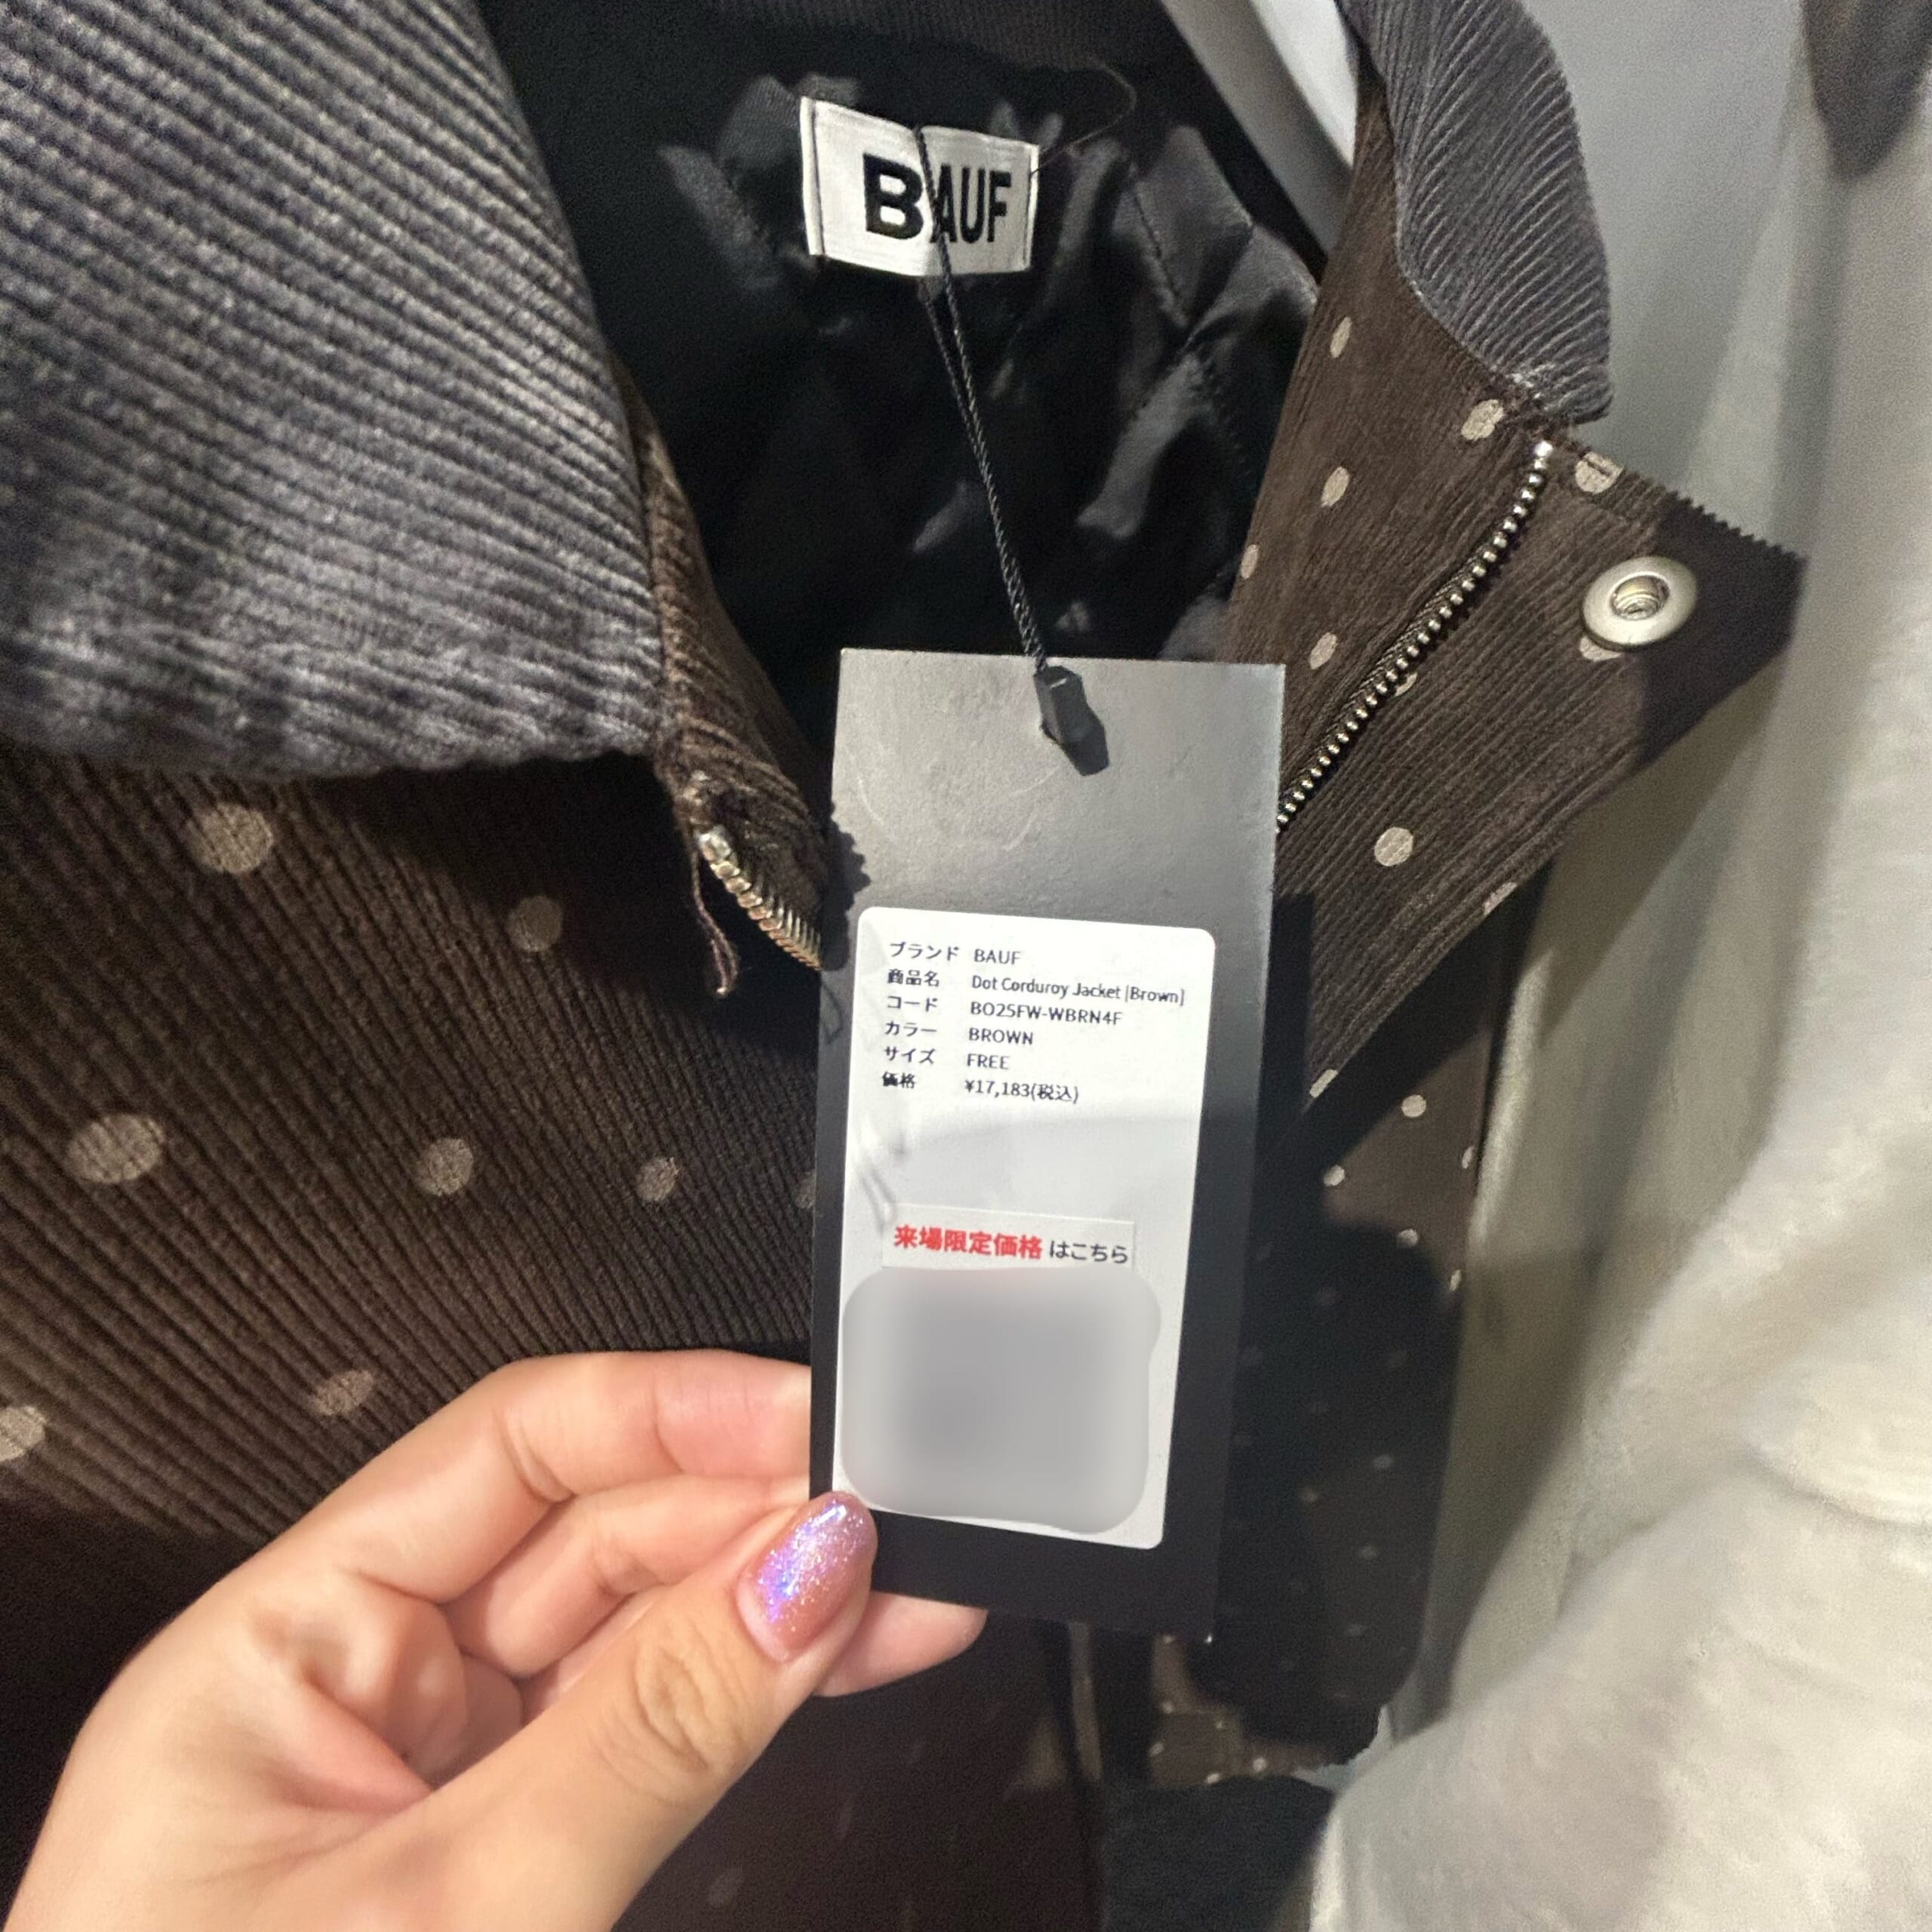 BAUF
ブランド BAUF
商品名 Dot Corduroy Jacket [Brown]
コード BO25FW-WBRN4F
カラー BROWN
サイズ FREE
価格 ¥17,183(税込)
来場限定価格 はこちら